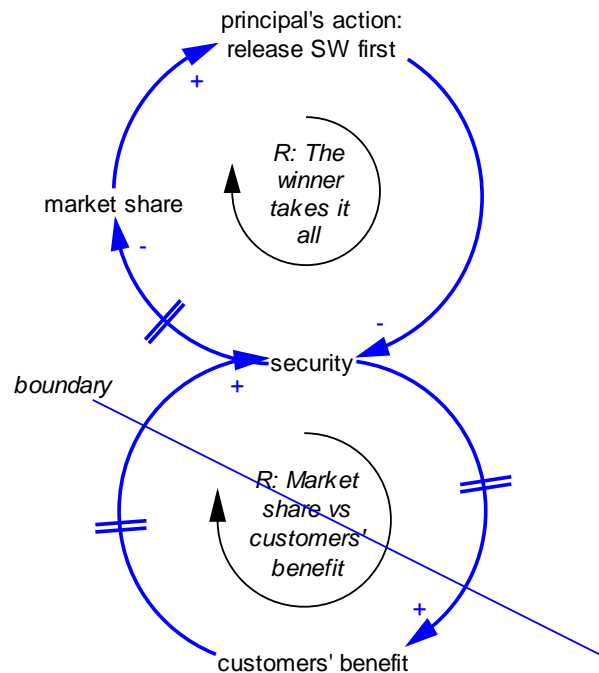 principal's action:
release SW first
+
R: The
winner
takes it
all
market share
-
-
security
+
boundary
R: Market
share vs
customers'
benefit
+
customers' benefit